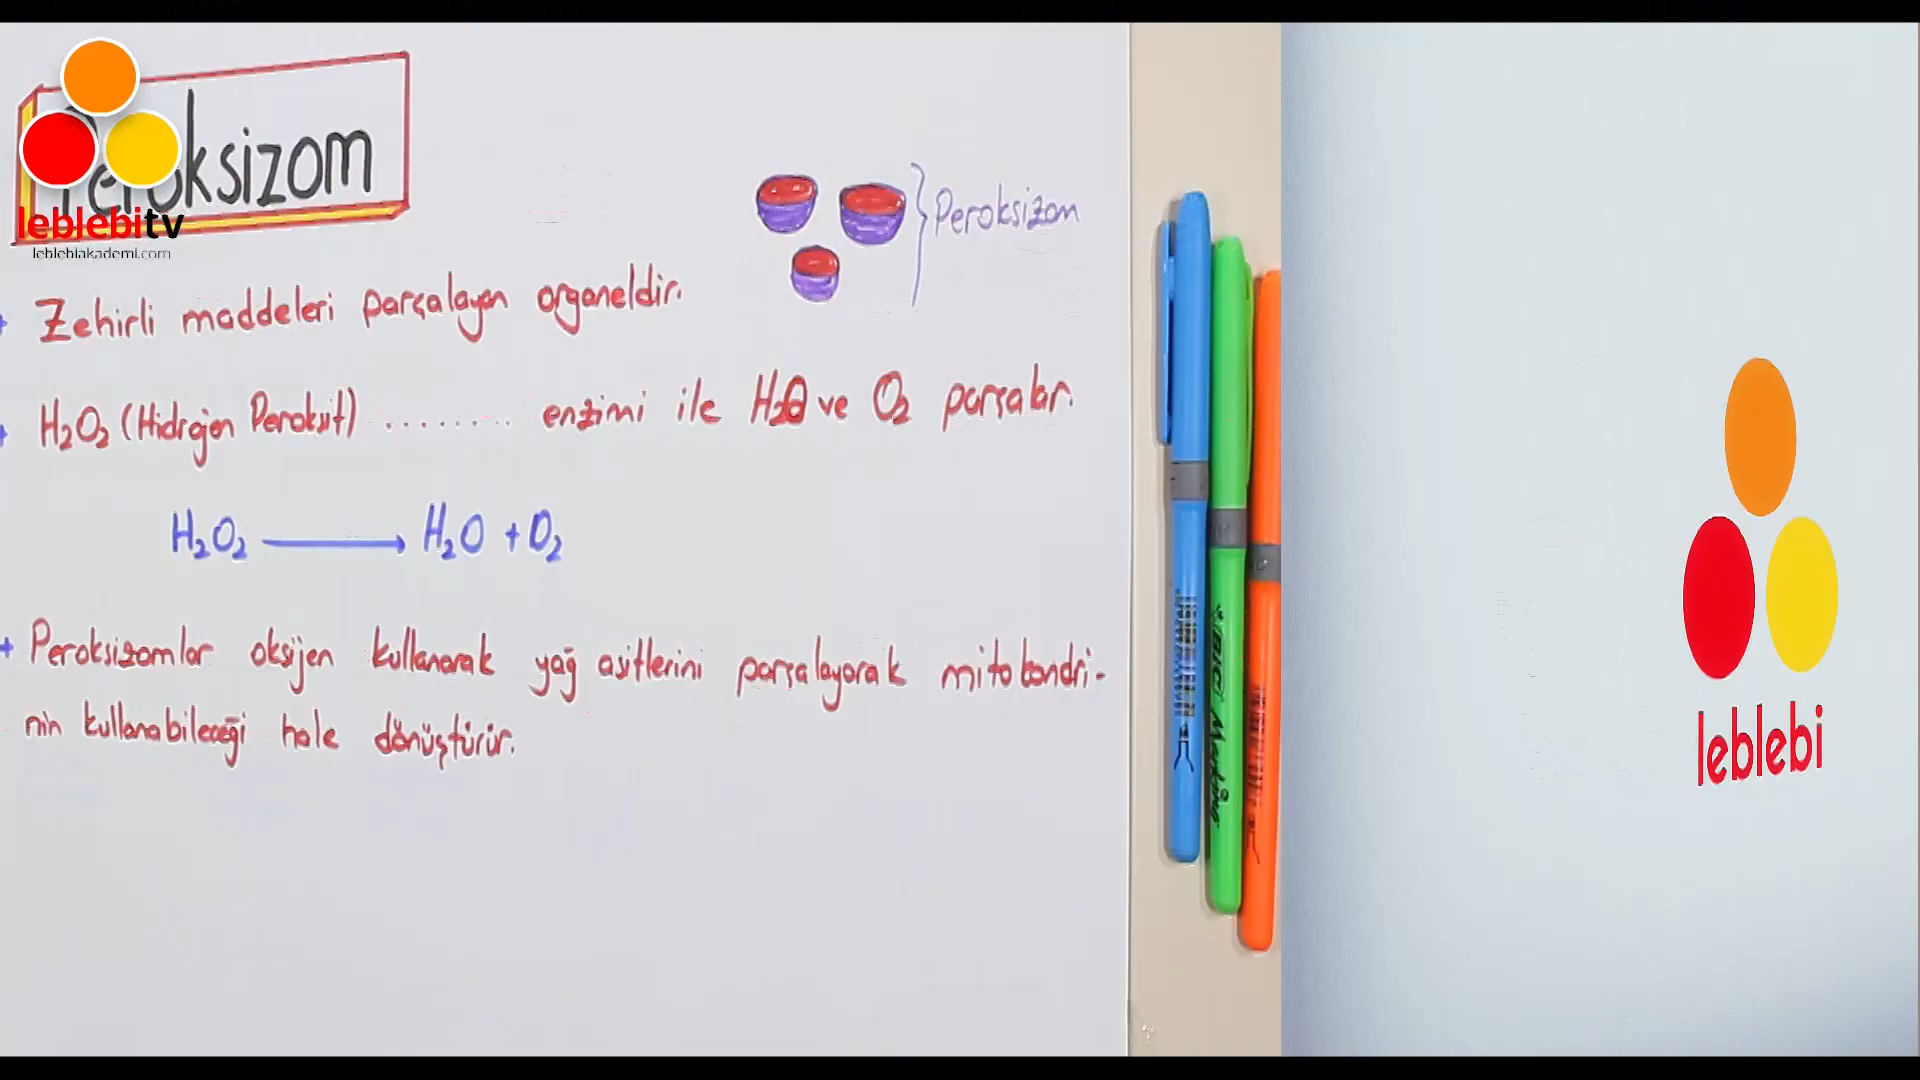 Peroksizom
leblebitv
leblebiakademi.com
Peroksizom
Zehirli maddeleri parçalayan organeldir.
H₂O₂ (Hidrojen Peroksit) ........ enzimi ile H₂O ve O₂ parçalar.
H₂O₂ → H₂O + O₂
+ Peroksizomlar oksijen kullanarak yağ asitlerini parçalayarak mitokondri-
nin kullanabileceği hale dönüştürür.
BIC Marking
leblebi